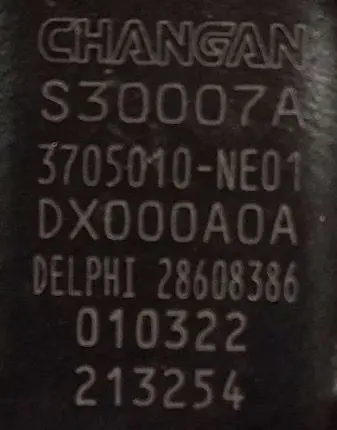 CHANGAN
S30007A
3705010-NE01
DX000A0A
DELPHI 28608386
010322
213254